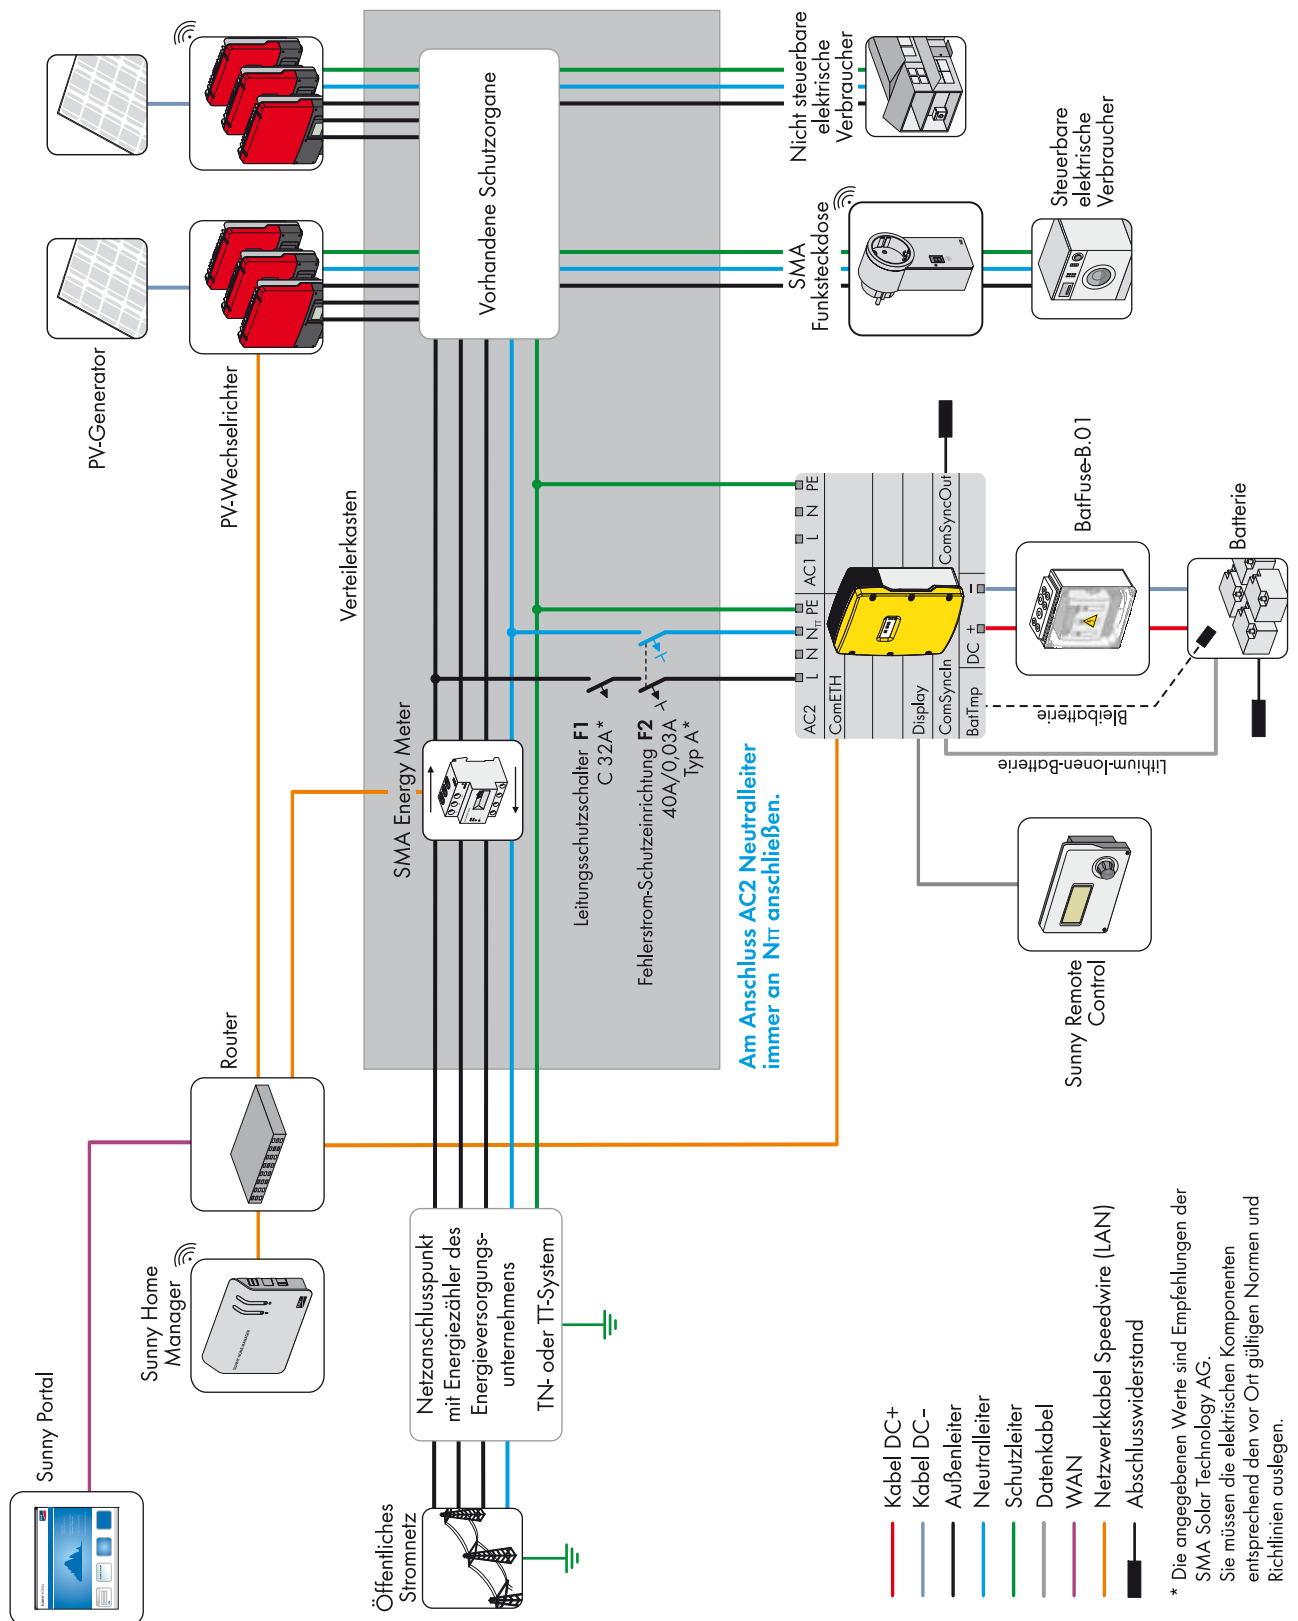 Sunny Portal
Sunny Home
Manager
Router
PV-Generator
PV-Wechselrichter
Verteilerkasten
SMA Energy Meter
Öffentliches
Stromnetz
Netzanschlusspunkt
mit Energiezähler des
Energieversorgungs-
unternehmens
TN- oder TT-System
Vorhandene Schutzorgane
Leitungsschutzschalter F1
C 32A*
Fehlerstrom-Schutzeinrichtung F2
40A/0,03A
Typ A*
Am Anschluss AC2 Neutralleiter
immer an NTT anschließen.
Nicht steuerbare
elektrische
Verbraucher
SMA
Funksteckdose
Steuerbare
elektrische
Verbraucher
AC2
L
N
NTT
PE
AC1
L
N
PE
ComETH
Display
ComSyncIn
ComSyncOut
BatTmp
DC
+
−
BatFuse-B.01
Batterie
Bleibatterie
Lithium-Ionen-Batterie
Sunny Remote
Control
Kabel DC+
Kabel DC−
Außenleiter
Neutralleiter
Schutzleiter
Datenkabel
WAN
Netzwerkkabel Speedwire (LAN)
Abschlusswiderstand
* Die angegebenen Werte sind Empfehlungen der
SMA Solar Technology AG.
Sie müssen die elektrischen Komponenten
entsprechend den vor Ort gültigen Normen und
Richtlinien auslegen.